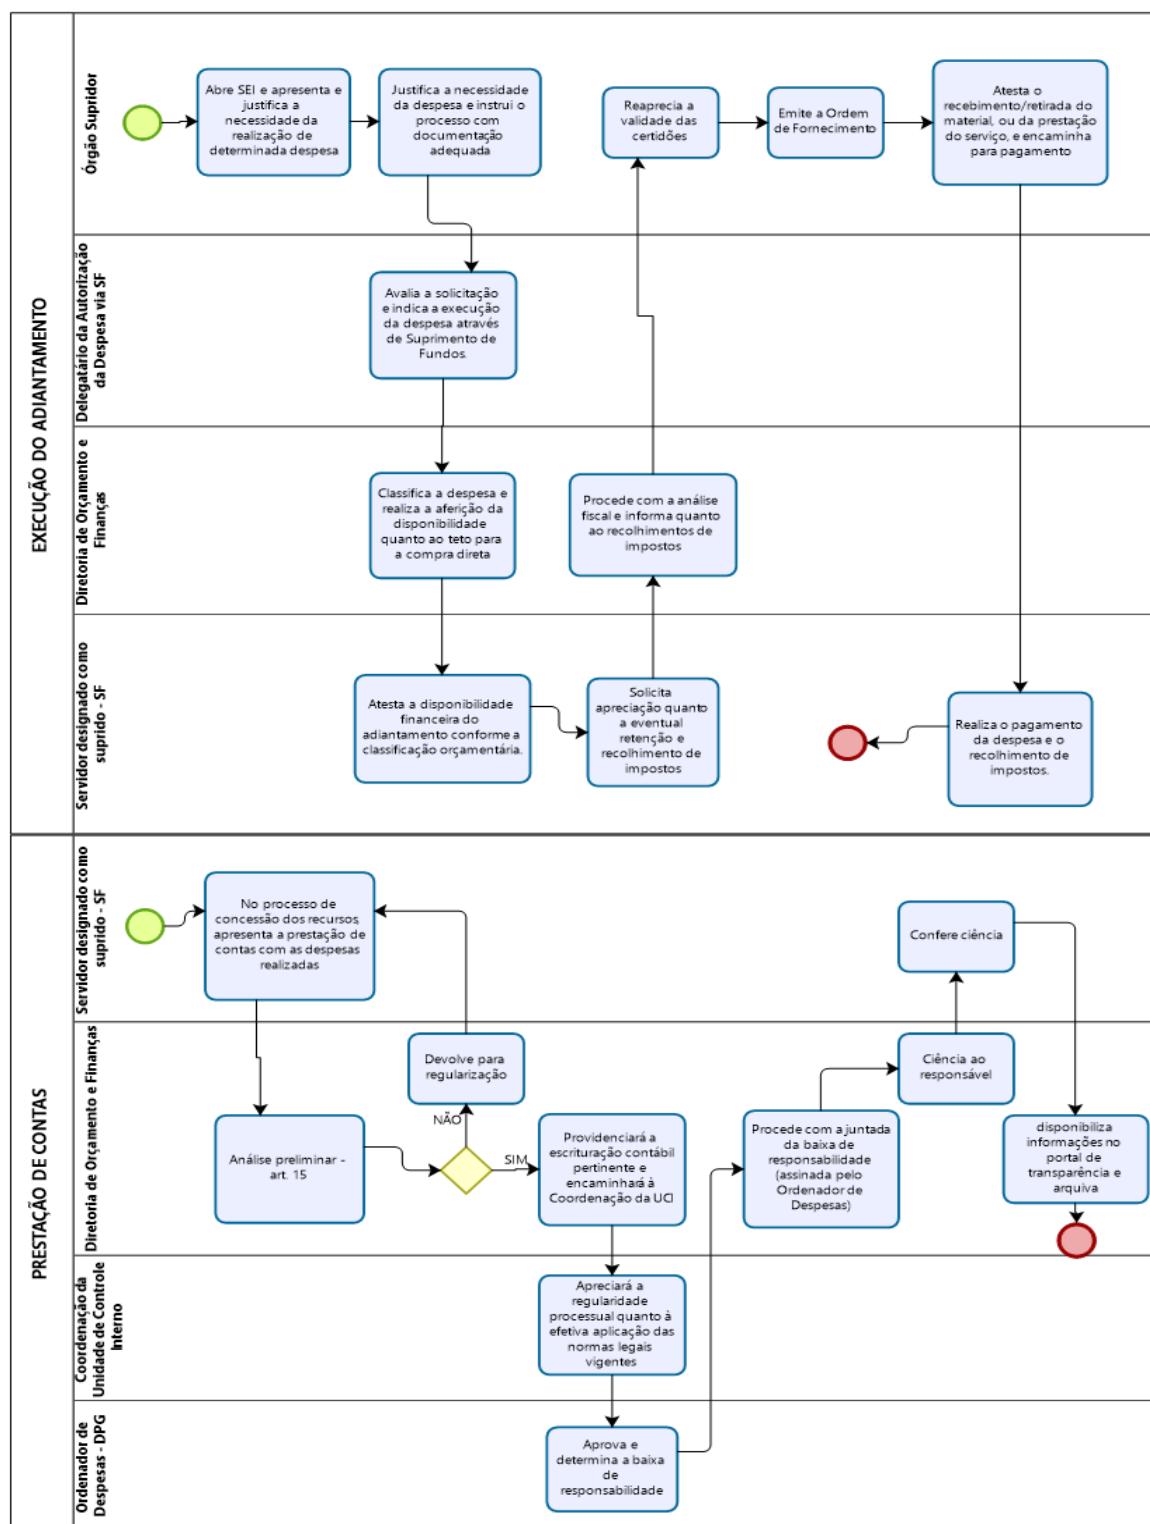 EXECUÇÃO DO ADIANTAMENTO
Órgão Supridor
Abre SEI e apresenta e
justifica a
necessidade da
realização de
determinada despesa
Justifica a necessidade
da despesa e instrui o
processo com
documentação
adequada
Reaprecia a
validade das
certidões
Emite a Ordem
de Fornecimento
Atesta o
recebimento/retirada do
material, ou da prestação
do serviço, e encaminha
para pagamento
Delegatário da Autorização
da Despesa via SF
Avalia a solicitação
e indica a execução
da despesa através
de Suprimento de
Fundos.
Diretoria de Orçamento e
Finanças
Classifica a despesa e
realiza a aferição da
disponibilidade
quanto ao teto para
a compra direta
Procede com a análise
fiscal e informa quanto
ao recolhimentos de
impostos
Servidor designado como
suprido - SF
Atesta a disponibilidade
financeira do
adiantamento conforme a
classificação orçamentária.
Solicita
apreciação quanto
a eventual
retenção e
recolhimento de
impostos
Realiza o pagamento
da despesa e o
recolhimento de
impostos.
PRESTAÇÃO DE CONTAS
Servidor designado como
suprido - SF
No processo de
concessão dos recursos,
apresenta a prestação de
contas com as despesas
realizadas
Confere ciência
Diretoria de Orçamento e Finanças
Análise preliminar -
art. 15
Devolve para
regularização
NÃO
SIM
Providenciará a
escrituração contábil
pertinente e
encaminhará à
Coordenação da UCI
Procede com a juntada
da baixa de
responsabilidade
(assinada pelo
Ordenador de
Despesas)
Ciência ao
responsável
disponibiliza
informações no
portal de
transparência e
arquiva
Coordenação da
Unidade de Controle
Interno
Apreciará a
regularidade
processual quanto à
efetiva aplicação das
normas legais
vigentes
Ordenador de
Despesas - DPG
Aprova e
determina a baixa
de
responsabilidade